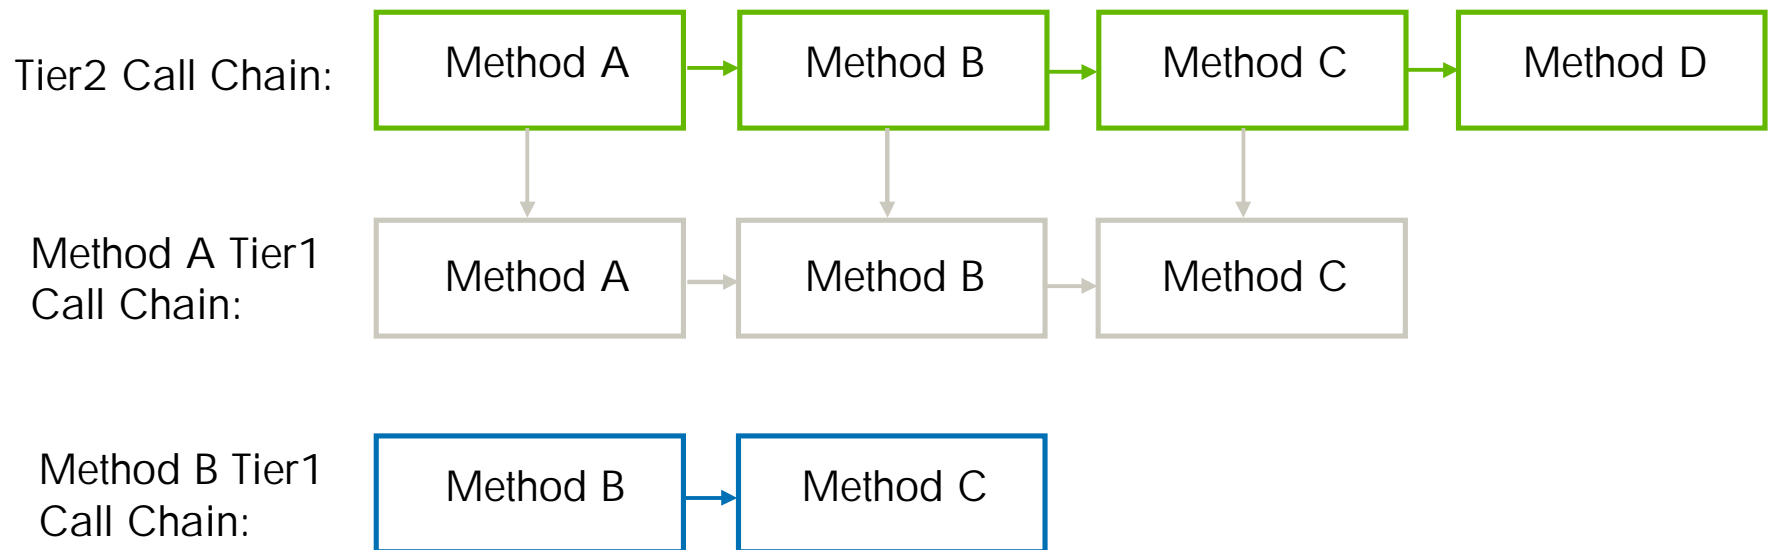 Tier2 Call Chain:
Method A
Method B
Method C
Method D
Method A Tier1
Call Chain:
Method A
Method B
Method C
Method B Tier1
Call Chain:
Method B
Method C